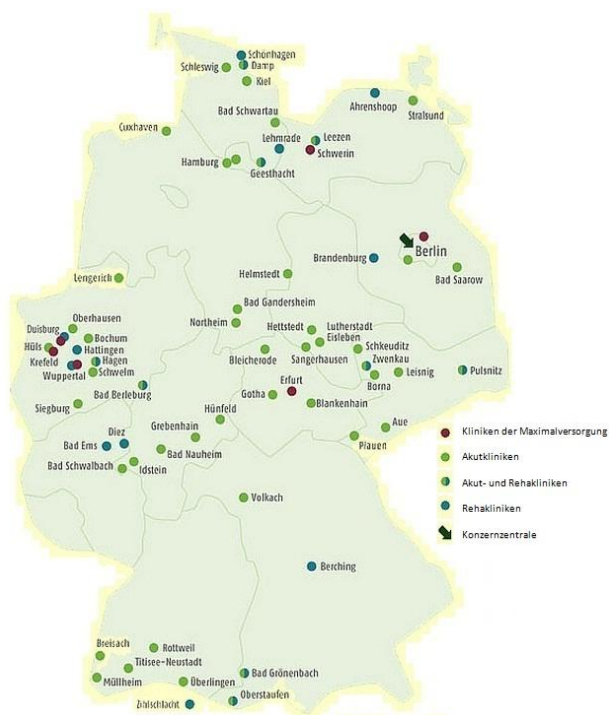 Schönhagen
Damp
Schleswig
Kiel
Ahrenshoop
Stralsund
Bad Schwartau
Cuxhaven
Lehmrade
Leezen
Schwerin
Hamburg
Geesthacht
Berlin
Brandenburg
Bad Saarow
Lengerich
Helmstedt
Bad Gandersheim
Northeim
Oberhausen
Duisburg
Bochum
Hüls
Hattingen
Krefeld
Hagen
Wuppertal
Schwelm
Hettstedt
Lutherstadt
Eisleben
Schkeuditz
Bleicherode
Sangerhausen
Zwenkau
Leisnig
Pulsnitz
Borna
Bad Berleburg
Erfurt
Gotha
Blankenhain
Siegburg
Hünfeld
Aue
Plauen
Grebenhain
Diez
Bad Ems
Bad Nauheim
Bad Schwalbach
Idstein
Volkach
Berching
Breisach
Rottweil
Titisee-Neustadt
Müllheim
Überlingen
Bad Grönenbach
Oberstaufen
Zihlschlacht
Kliniken der Maximalversorgung
Akutkliniken
Akut- und Rehakliniken
Rehakliniken
Konzernzentrale